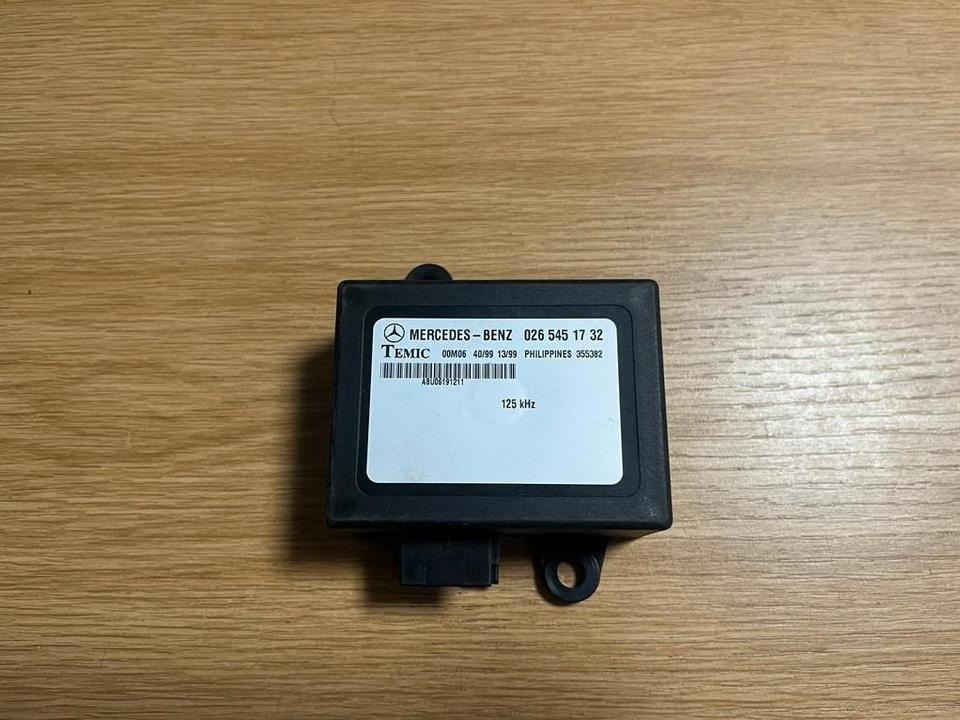 MERCEDES-BENZ 026 545 17 32
TEMIC 00M06 40/99 13/99 PHILIPPINES 355382
A8U06191211
125 kHz